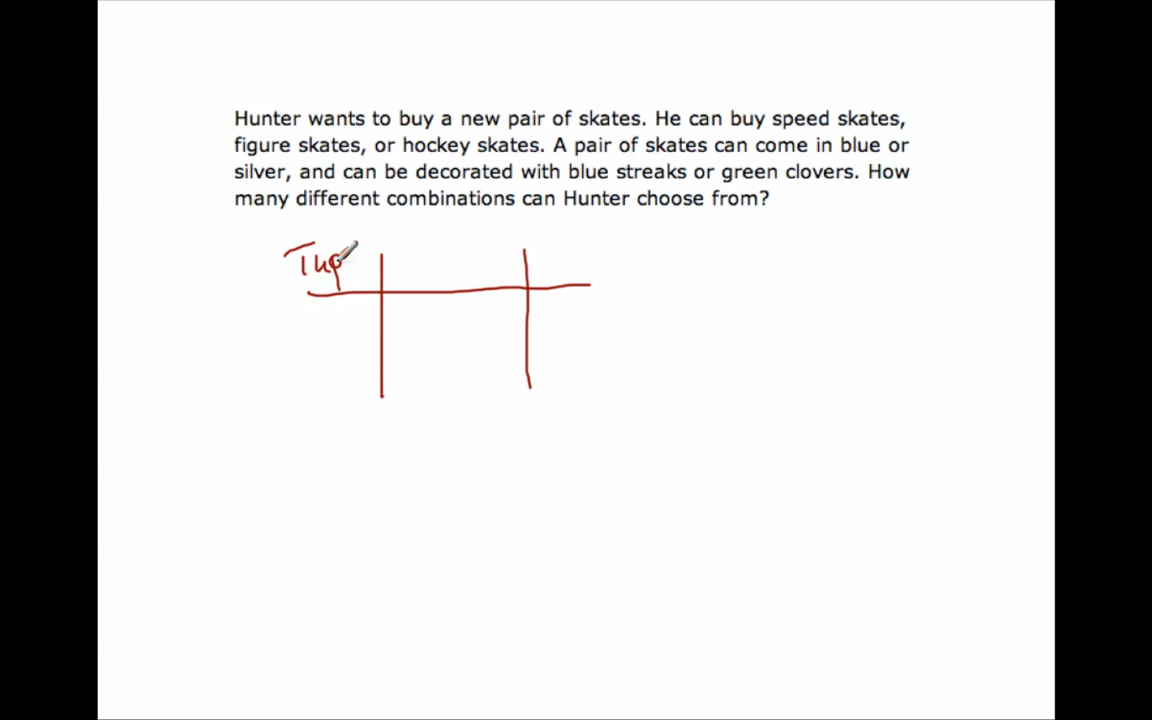 Hunter wants to buy a new pair of skates. He can buy speed skates,
figure skates, or hockey skates. A pair of skates can come in blue or
silver, and can be decorated with blue streaks or green clovers. How
many different combinations can Hunter choose from?
Typ